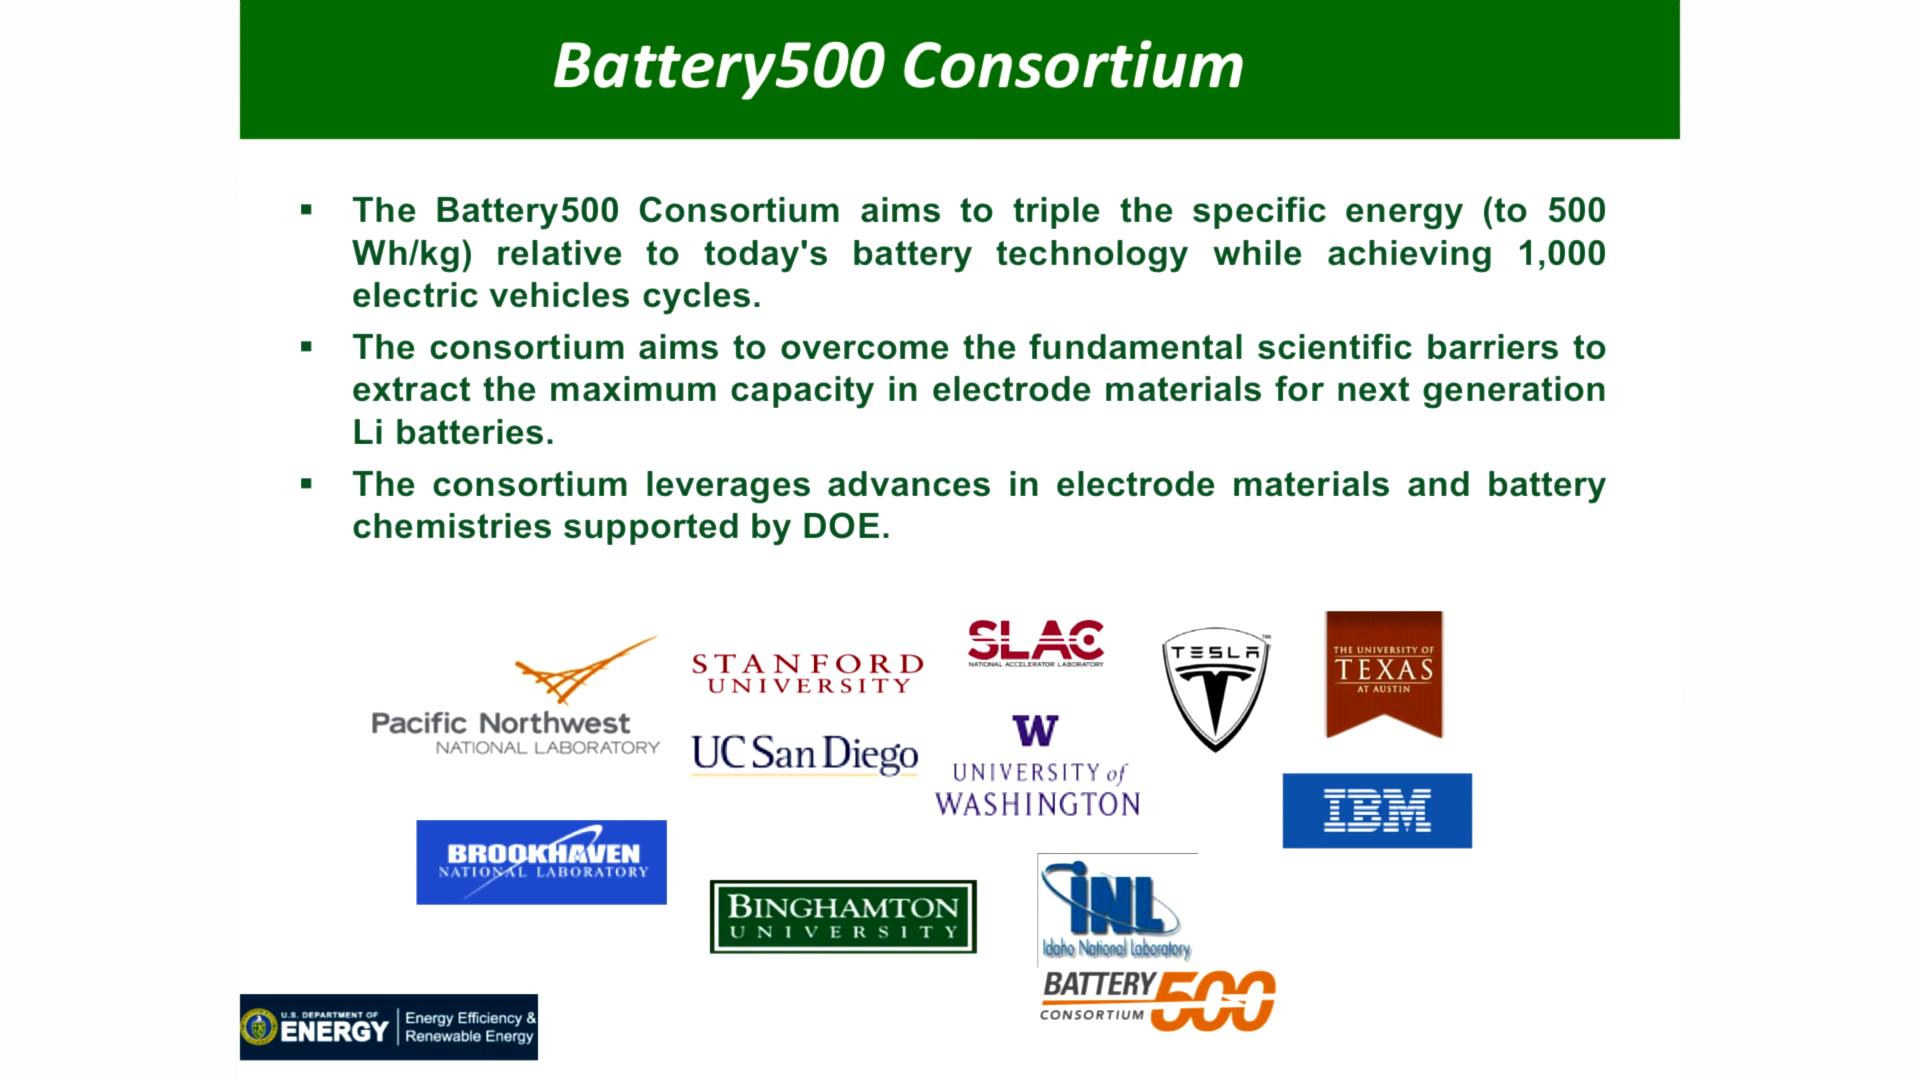 Battery500 Consortium
▪ The Battery500 Consortium aims to triple the specific energy (to 500
Wh/kg) relative to today's battery technology while achieving 1,000
electric vehicles cycles.
▪ The consortium aims to overcome the fundamental scientific barriers to
extract the maximum capacity in electrode materials for next generation
Li batteries.
▪ The consortium leverages advances in electrode materials and battery
chemistries supported by DOE.
Pacific Northwest
NATIONAL LABORATORY
STANFORD
UNIVERSITY
SLAC
NATIONAL ACCELERATOR LABORATORY
TESLA
THE UNIVERSITY OF
TEXAS
AT AUSTIN
UC San Diego
W
UNIVERSITY of
WASHINGTON
IBM
BROOKHAVEN
NATIONAL LABORATORY
BINGHAMTON
UNIVERSITY
INL
Idaho National Laboratory
BATTERY 500
CONSORTIUM
U.S. DEPARTMENT OF
ENERGY
Energy Efficiency &
Renewable Energy